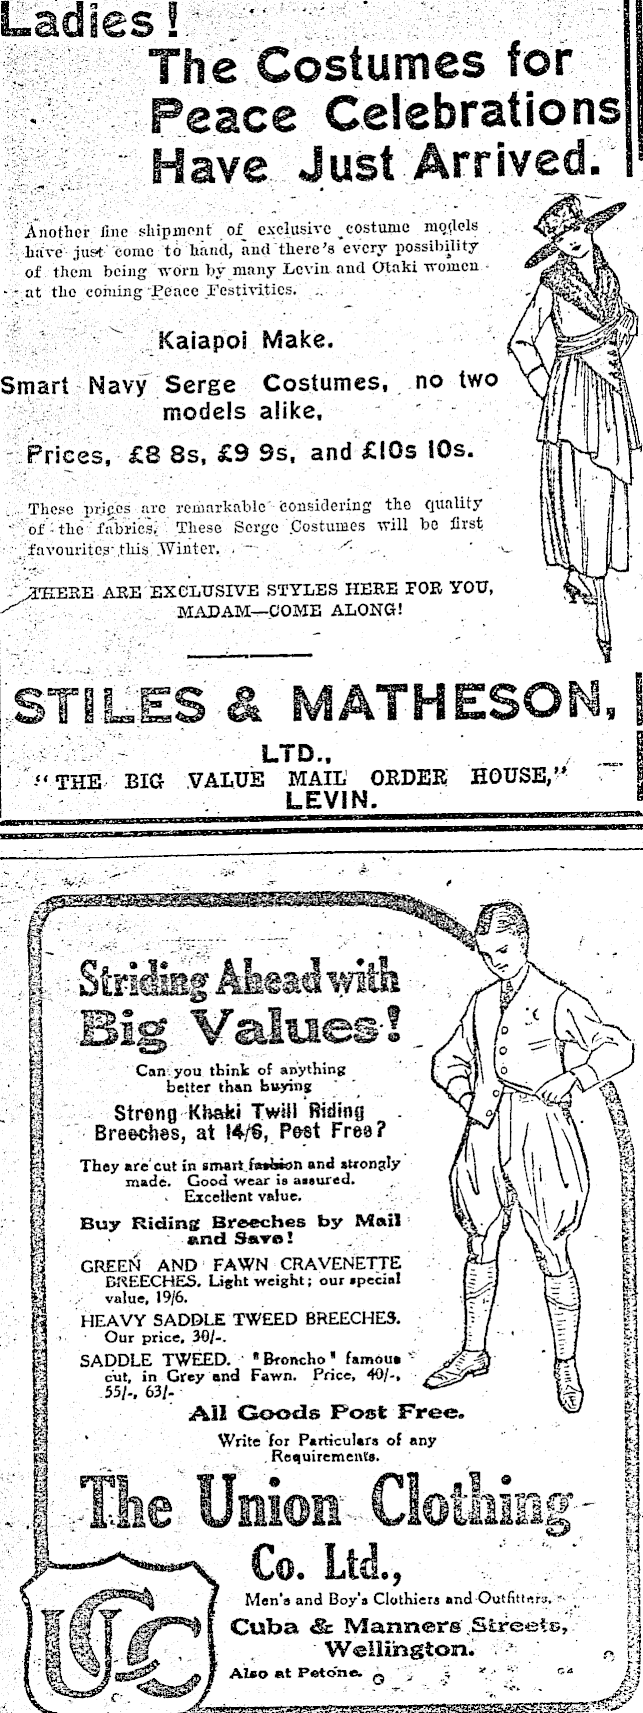 Ladies!
The Costumes for
Peace Celebrations
Have Just Arrived.
Another fine shipment of exclusive costume models
have just come to hand, and there's every possibility
of them being worn by many Levin and Otaki women
at the coming Peace Festivities.
Kaiapoi Make.
Smart Navy Serge Costumes, no two
models alike,
Prices, £8 8s, £9 9s, and £10s 10s.
These prices are remarkable considering the quality
of the fabrics. These Serge Costumes will be first
favourites this Winter.
THERE ARE EXCLUSIVE STYLES HERE FOR YOU,
MADAM—COME ALONG!
STILES & MATHESON,
LTD.,
"THE BIG VALUE MAIL ORDER HOUSE,"
LEVIN.
Striding Ahead with
Big Values!
Can you think of anything
better than buying
Strong Khaki Twill Riding
Breeches, at 14/6, Post Free?
They are cut in smart fashion and strongly
made. Good wear is assured.
Excellent value.
Buy Riding Breeches by Mail
and Save!
GREEN AND FAWN CRAVENETTE
BREECHES. Light weight; our special
value, 19/6.
HEAVY SADDLE TWEED BREECHES.
Our price, 30/-.
SADDLE TWEED. "Broncho" famous
cut, in Grey and Fawn. Price, 40/-,
55/-, 63/-
All Goods Post Free.
Write for Particulars of any
Requirements.
The Union Clothing
Co. Ltd.,
Men's and Boy's Clothiers and Outfitters,
Cuba & Manners Streets,
Wellington.
Also at Petone.
UCC